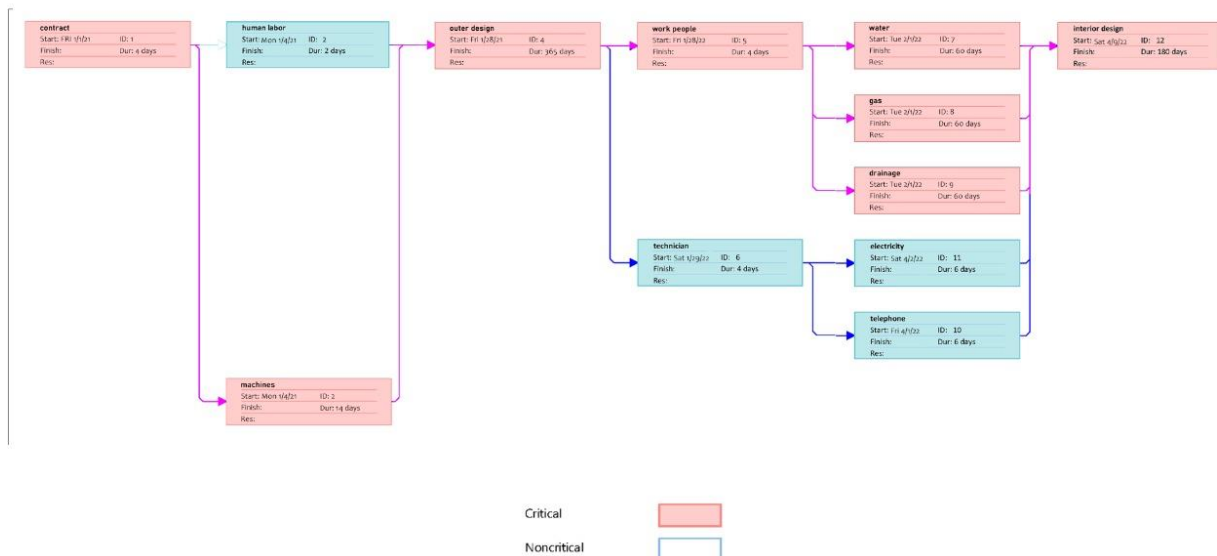 contract
Start: FRI 1/1/21 ID: 1
Finish: Dur: 4 days
Res:
human labor
Start: Mon 1/4/21 ID: 2
Finish: Dur: 2 days
Res:
outer design
Start: Fri 1/28/21 ID: 4
Finish: Dur: 365 days
Res:
work people
Start: Fri 1/28/22 ID: 5
Finish: Dur: 4 days
Res:
water
Start: Tue 2/1/22 ID: 7
Finish: Dur: 60 days
Res:
interior design
Start: Sat 4/9/22 ID: 12
Finish: Dur: 180 days
Res:
gas
Start: Tue 2/1/22 ID: 8
Finish: Dur: 60 days
Res:
drainage
Start: Tue 2/1/22 ID: 9
Finish: Dur: 60 days
Res:
technician
Start: Sat 1/29/22 ID: 6
Finish: Dur: 4 days
Res:
electricity
Start: Sat 4/2/22 ID: 11
Finish: Dur: 6 days
Res:
telephone
Start: Fri 4/1/22 ID: 10
Finish: Dur: 6 days
Res:
machines
Start: Mon 1/4/21 ID: 2
Finish: Dur: 14 days
Res:
Critical
Noncritical